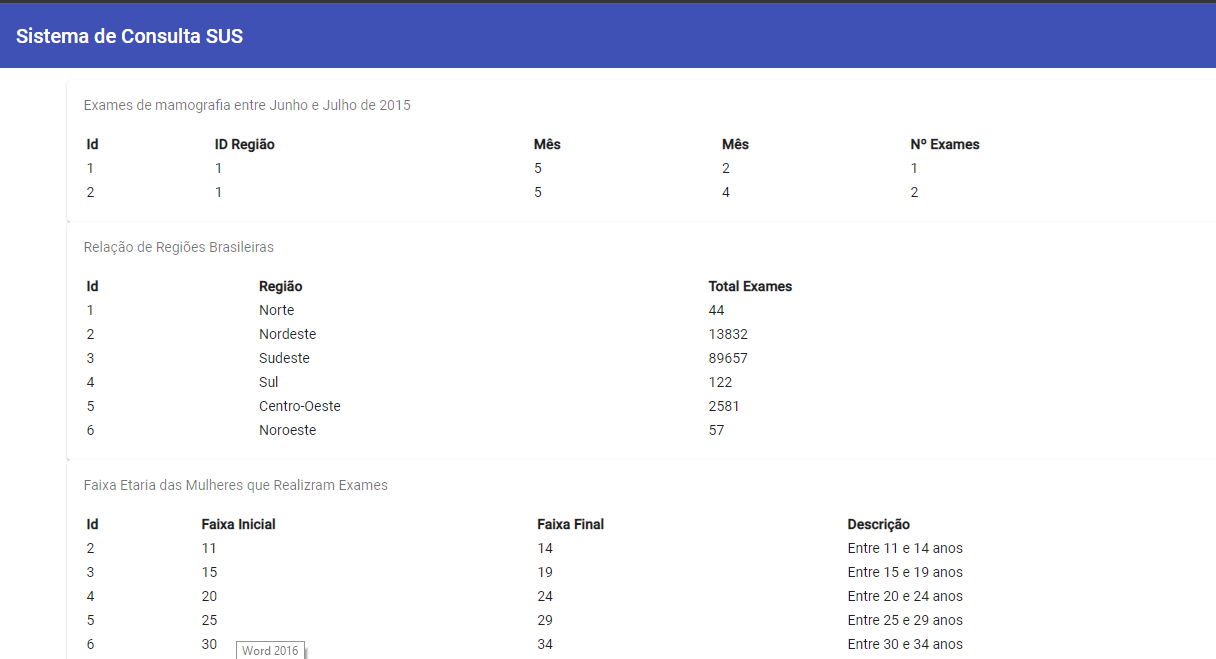 Sistema de Consulta SUS
Exames de mamografia entre Junho e Julho de 2015
Id ID Região Mês Mês Nº Exames
1 1 5 2 1
2 1 5 4 2
Relação de Regiões Brasileiras
Id Região Total Exames
1 Norte 44
2 Nordeste 13832
3 Sudeste 89657
4 Sul 122
5 Centro-Oeste 2581
6 Noroeste 57
Faixa Etaria das Mulheres que Realizram Exames
Id Faixa Inicial Faixa Final Descrição
2 11 14 Entre 11 e 14 anos
3 15 19 Entre 15 e 19 anos
4 20 24 Entre 20 e 24 anos
5 25 29 Entre 25 e 29 anos
6 30 34 Entre 30 e 34 anos
Word 2016